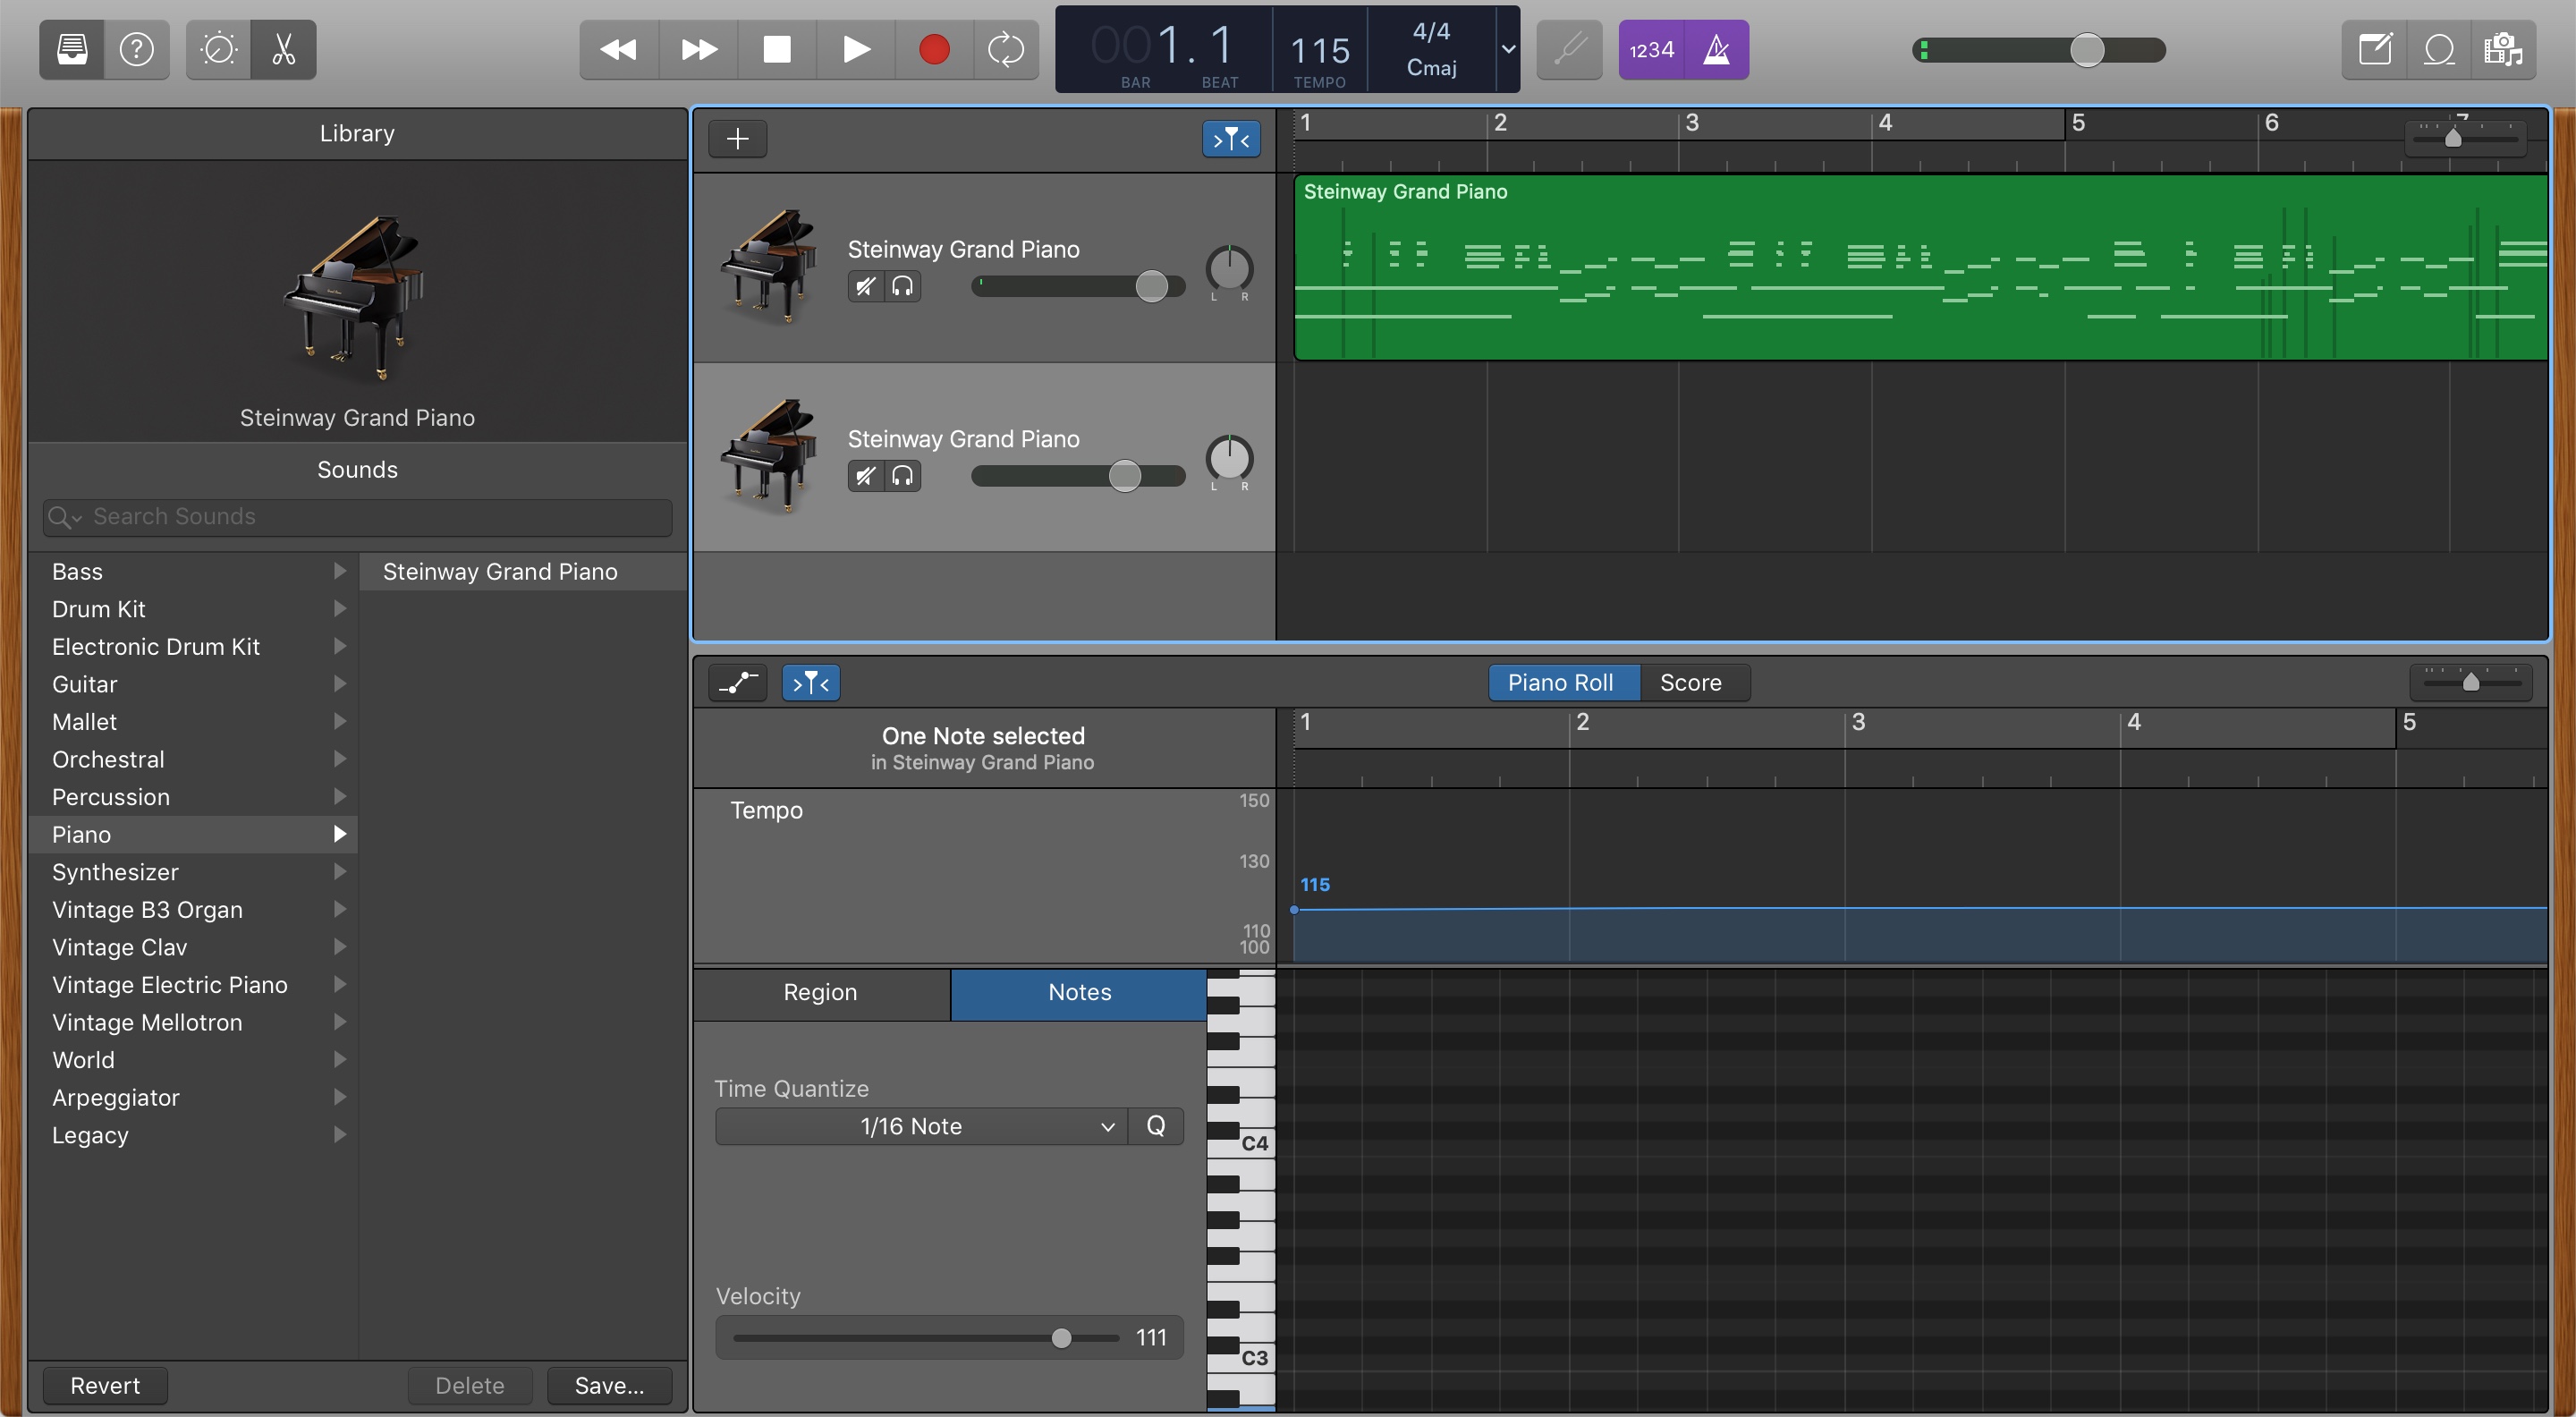 001. 1
BAR BEAT
115
TEMPO
4/4
Cmaj
1234
Library
Steinway Grand Piano
Sounds
Search Sounds
Bass
Drum Kit
Electronic Drum Kit
Guitar
Mallet
Orchestral
Percussion
Piano
Synthesizer
Vintage B3 Organ
Vintage Clav
Vintage Electric Piano
Vintage Mellotron
World
Arpeggiator
Legacy
Steinway Grand Piano
Revert
Delete
Save...
1 2 3 4 5 6 7
Steinway Grand Piano
L R
Steinway Grand Piano
Steinway Grand Piano
L R
Piano Roll
Score
One Note selected
in Steinway Grand Piano
1 2 3 4 5
Tempo
150
130
110
100
115
Region
Notes
Time Quantize
1/16 Note
Q
Velocity
111
C4
C3